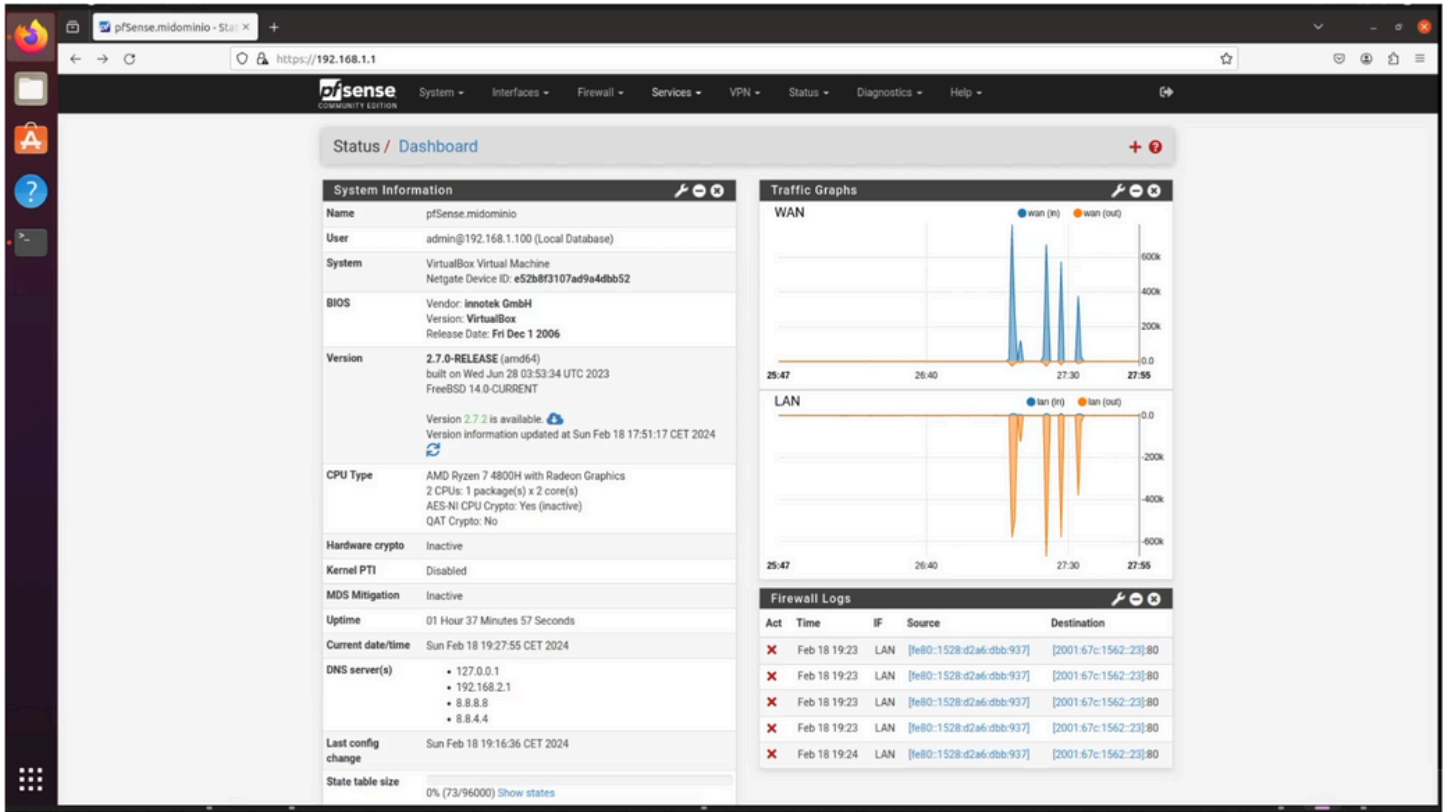 pfSense.midominio - Stat
https://192.168.1.1
pfsense
COMMUNITY EDITION
System
Interfaces
Firewall
Services
VPN
Status
Diagnostics
Help
Status / Dashboard
System Information
Name pfSense.midominio
User admin@192.168.1.100 (Local Database)
System VirtualBox Virtual Machine
Netgate Device ID: e52b8f3107ad9a4dbb52
BIOS Vendor: innotek GmbH
Version: VirtualBox
Release Date: Fri Dec 1 2006
Version 2.7.0-RELEASE (amd64)
built on Wed Jun 28 03:53:34 UTC 2023
FreeBSD 14.0-CURRENT
Version 2.7.2 is available.
Version information updated at Sun Feb 18 17:51:17 CET 2024
CPU Type AMD Ryzen 7 4800H with Radeon Graphics
2 CPUs: 1 package(s) x 2 core(s)
AES-NI CPU Crypto: Yes (inactive)
QAT Crypto: No
Hardware crypto Inactive
Kernel PTI Disabled
MDS Mitigation Inactive
Uptime 01 Hour 37 Minutes 57 Seconds
Current date/time Sun Feb 18 19:27:55 CET 2024
DNS server(s) • 127.0.0.1
• 192.168.2.1
• 8.8.8.8
• 8.8.4.4
Last config Sun Feb 18 19:16:36 CET 2024
change
State table size
0% (73/96000) Show states
Traffic Graphs
WAN
wan (in) wan (out)
600k
400k
200k
0.0
25:47 26:40 27:30 27:55
LAN
lan (in) lan (out)
0.0
-200k
-400k
-600k
25:47 26:40 27:30 27:55
Firewall Logs
Act Time IF Source Destination
Feb 18 19:23 LAN [fe80::1528:d2a6:dbb:937] [2001:67c:1562::23]:80
Feb 18 19:23 LAN [fe80::1528:d2a6:dbb:937] [2001:67c:1562::23]:80
Feb 18 19:23 LAN [fe80::1528:d2a6:dbb:937] [2001:67c:1562::23]:80
Feb 18 19:23 LAN [fe80::1528:d2a6:dbb:937] [2001:67c:1562::23]:80
Feb 18 19:24 LAN [fe80::1528:d2a6:dbb:937] [2001:67c:1562::23]:80